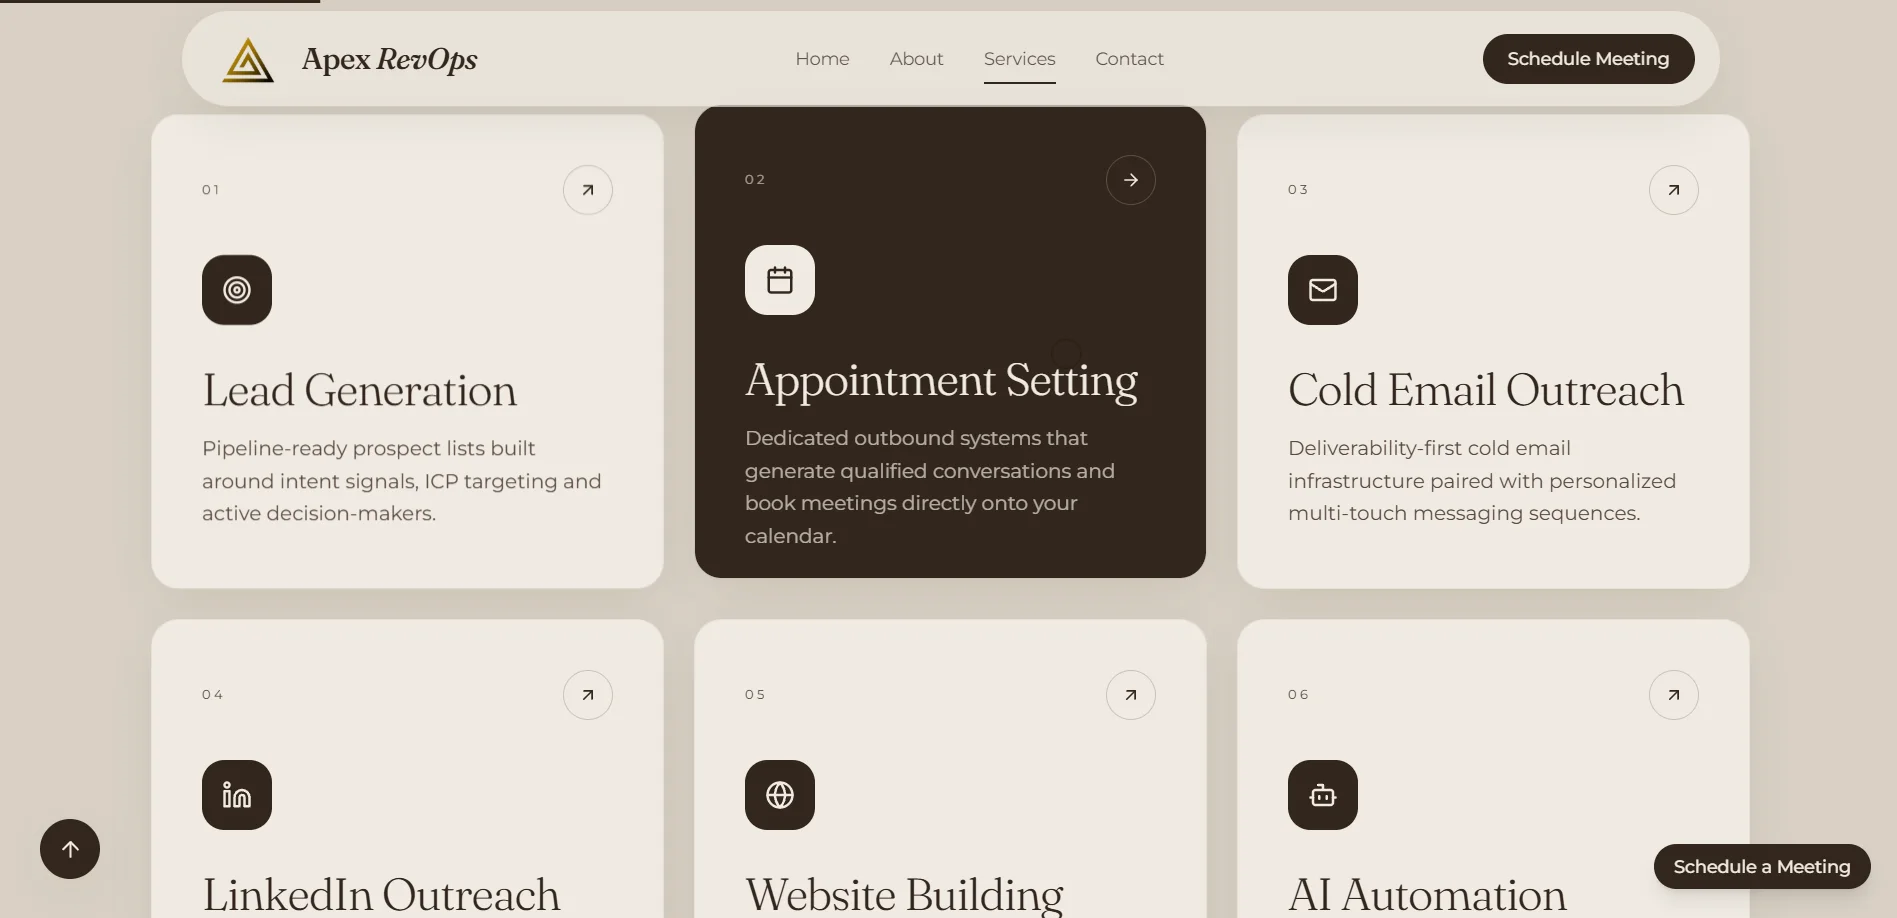 Apex RevOps
Home
About
Services
Contact
Schedule Meeting
01
02
03
Lead Generation
Pipeline-ready prospect lists built
around intent signals, ICP targeting and
active decision-makers.
Appointment Setting
Dedicated outbound systems that
generate qualified conversations and
book meetings directly onto your
calendar.
Cold Email Outreach
Deliverability-first cold email
infrastructure paired with personalized
multi-touch messaging sequences.
04
05
06
in
LinkedIn Outreach
Website Building
AI Automation
Schedule a Meeting